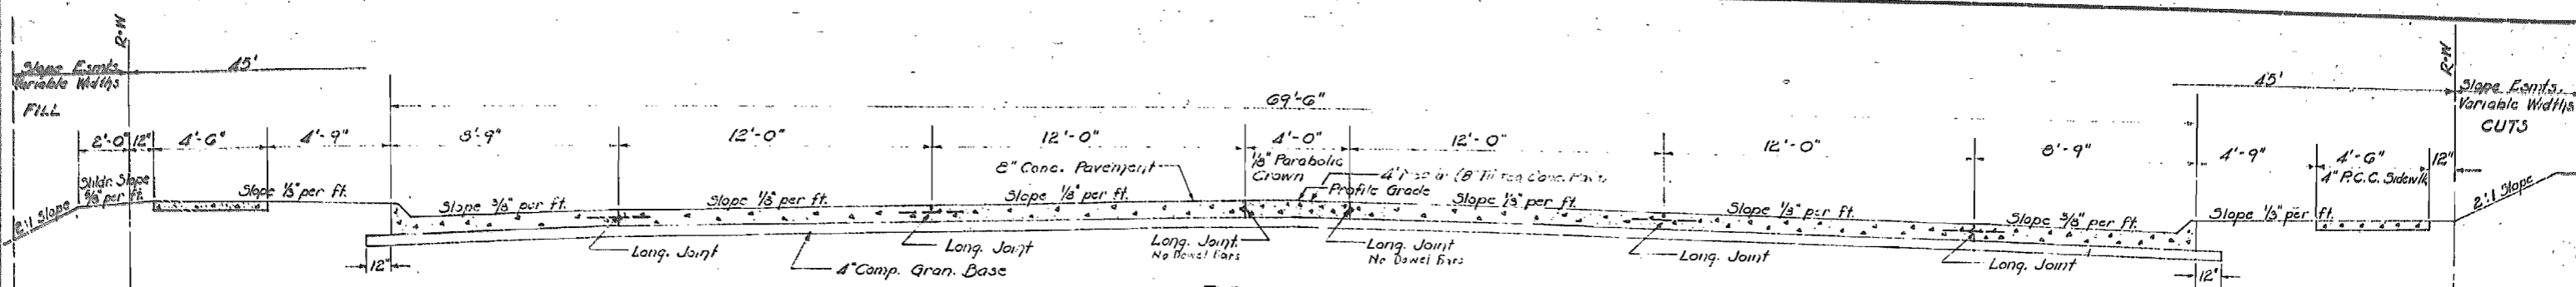 R.O.W.
Slope Esmts.
Variable Widths
FILL
45'
69'-6"
45'
R.O.W.
Slope Esmts.
Variable Widths
CUTS
2'-0"
12"
4'-6"
4'-9"
8'-9"
12'-0"
12'-0"
4'-0"
12'-0"
12'-0"
8'-9"
4'-9"
4'-6"
12"
4" P.C.C. Sidewlk
8" Conc. Pavement
1/8" Parabolic
Crown
Profile Grade
2:1 Slope
Shldr. Slope
per ft.
Slope 1/8" per ft.
Slope 3/8" per ft.
Slope 1/8" per ft.
Slope 1/8" per ft.
Slope 1/8" per ft.
Slope 1/8" per ft.
Slope 3/8" per ft.
Slope 1/8" per ft.
2:1 Slope
12"
Long. Joint
4" Comp. Gran. Base
Long. Joint
Long. Joint
No Dowel Bars
Long. Joint
No Dowel Bars
Long. Joint
Long. Joint
12"